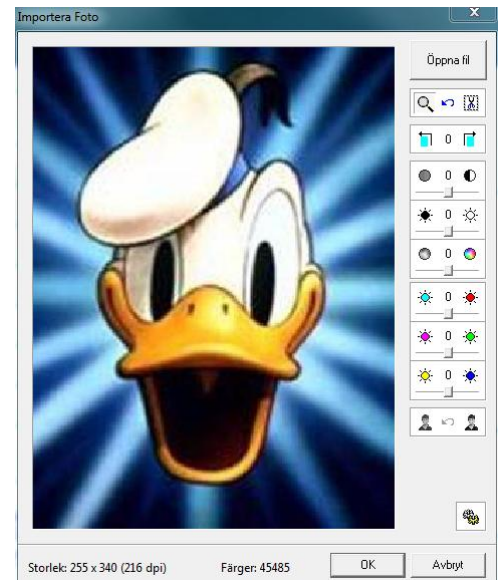 Importera Foto
X
Öppna fil
0
0
0
0
0
0
0
Storlek: 255 x 340 (216 dpi)
Färger: 45485
OK
Avbryt